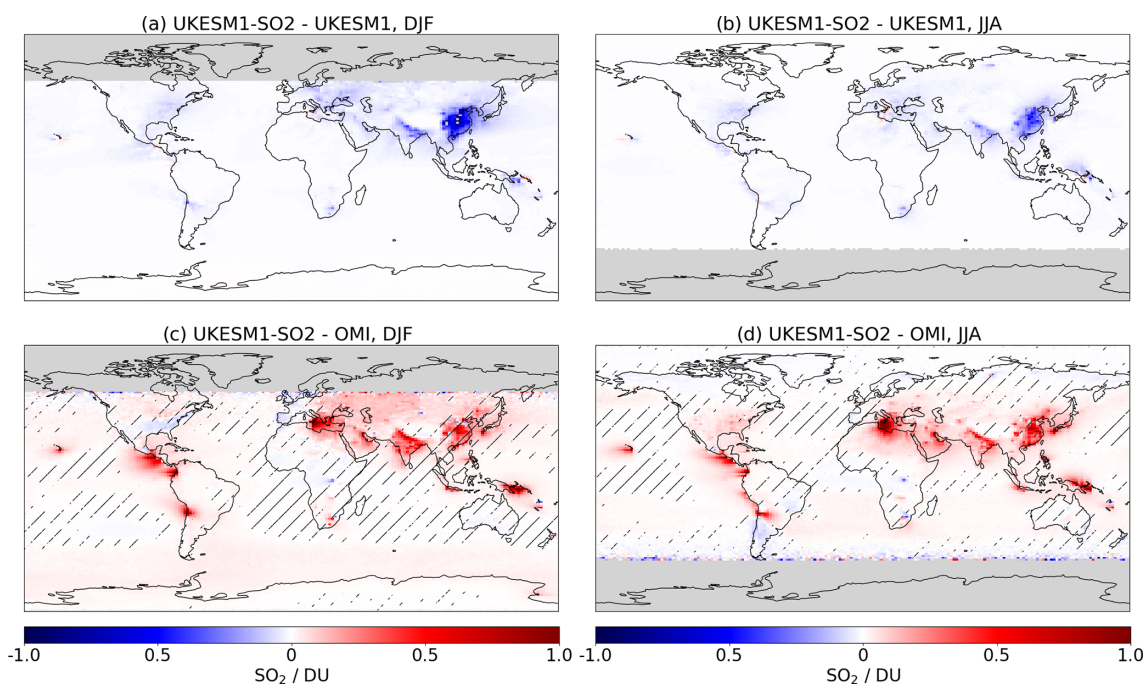 (a) UKESM1-SO2 - UKESM1, DJF
(b) UKESM1-SO2 - UKESM1, JJA
(c) UKESM1-SO2 - OMI, DJF
(d) UKESM1-SO2 - OMI, JJA
-1.0 0.5 0 0.5 1.0
SO₂ / DU
-1.0 0.5 0 0.5 1.0
SO₂ / DU